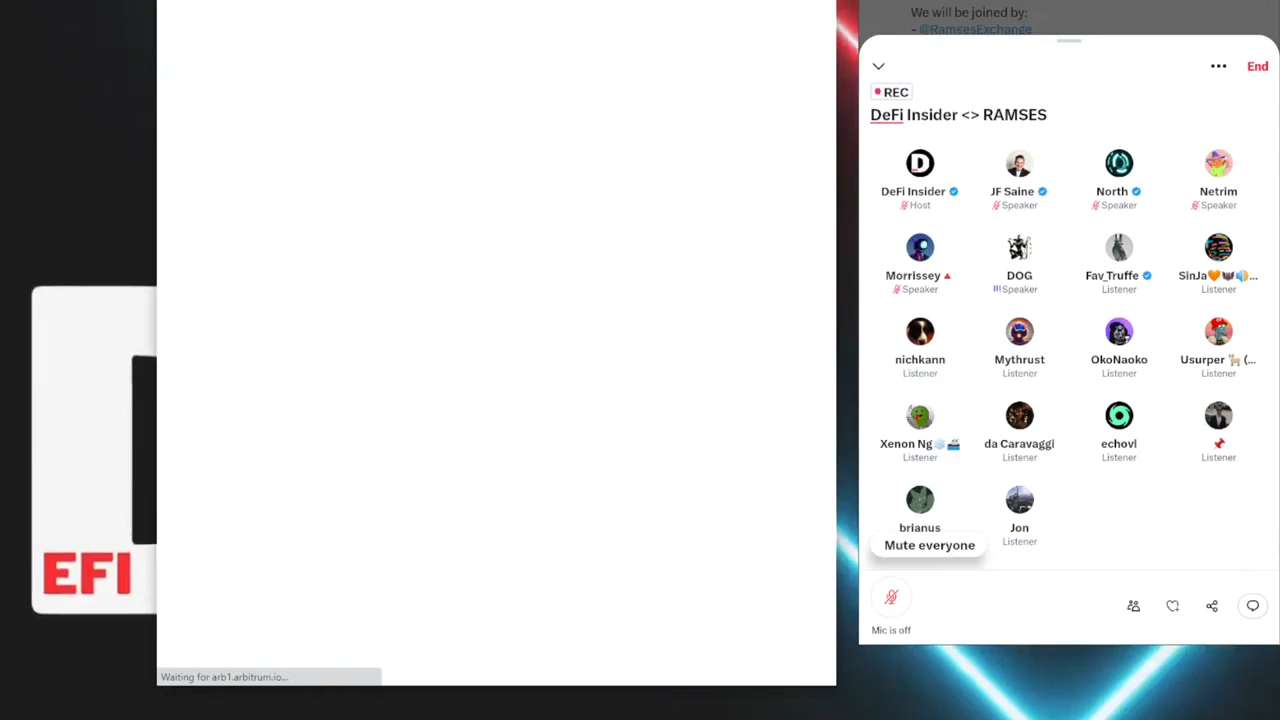 We will be joined by:
- @RamsesExchange
End
REC
DeFi Insider <> RAMSES
DeFi Insider
Host
JF Saine
Speaker
North
Speaker
Netrim
Speaker
Morrissey🔺
Speaker
DOG
Speaker
Fav_Truffe
Listener
SinJa🧡🦇🔊...
Listener
nichkann
Listener
Mythrust
Listener
OkoNaoko
Listener
Usurper 🦙 (...
Listener
Xenon Ng
Listener
da Caravaggi
Listener
echovl
Listener
📌
Listener
brianus
Jon
Listener
Mute everyone
Mic is off
EFI
Waiting for arb1.arbitrum.io...